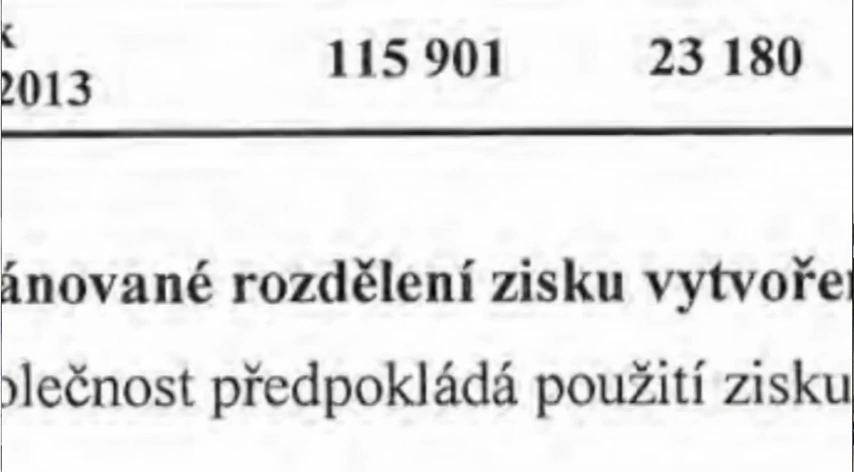 2013 115 901 23 180
ánované rozdělení zisku vytvoře
olečnost předpokládá použití zisku